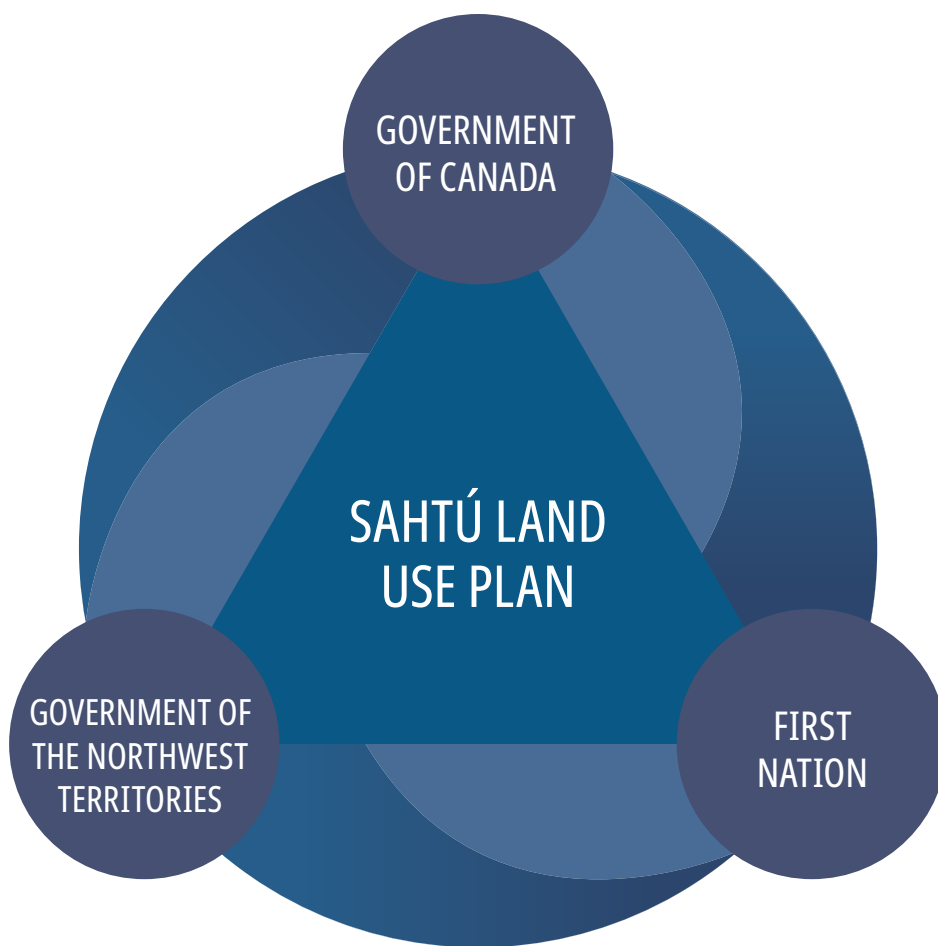 GOVERNMENT
OF CANADA
SAHTÚ LAND
USE PLAN
GOVERNMENT OF
THE NORTHWEST
TERRITORIES
FIRST
NATION